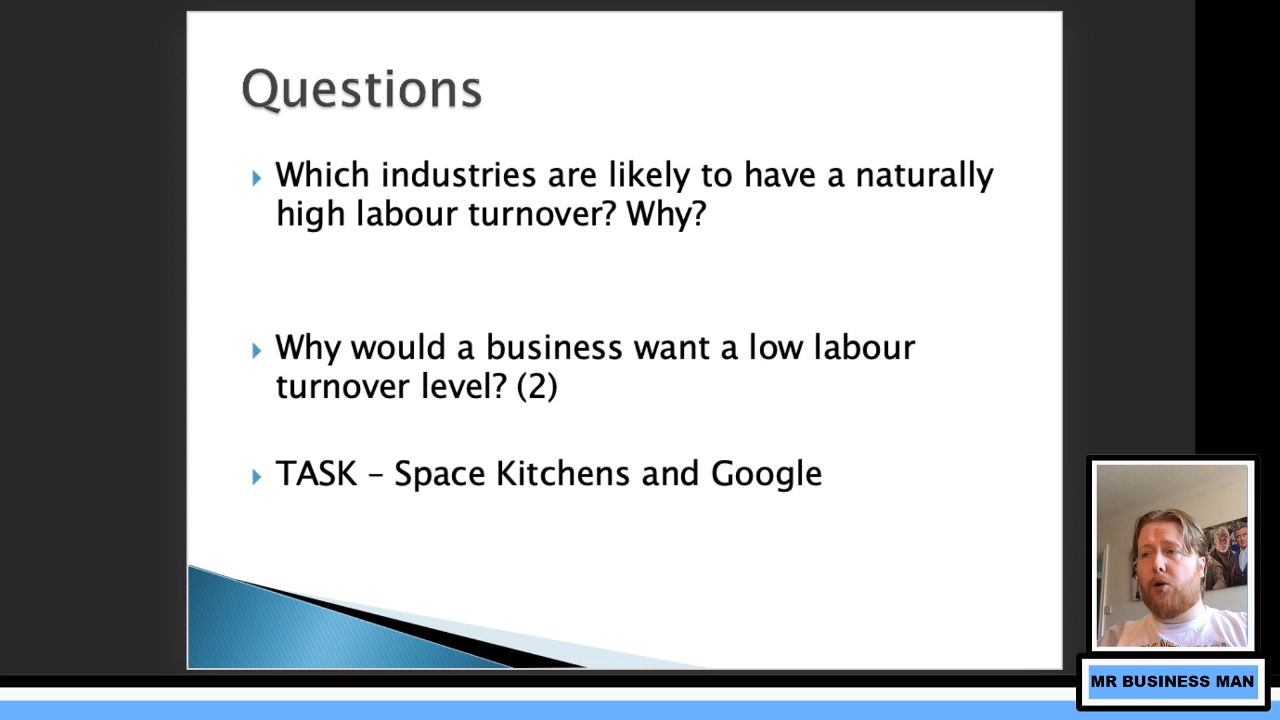 Questions
Which industries are likely to have a naturally
high labour turnover? Why?
Why would a business want a low labour
turnover level? (2)
TASK – Space Kitchens and Google
MR BUSINESS MAN